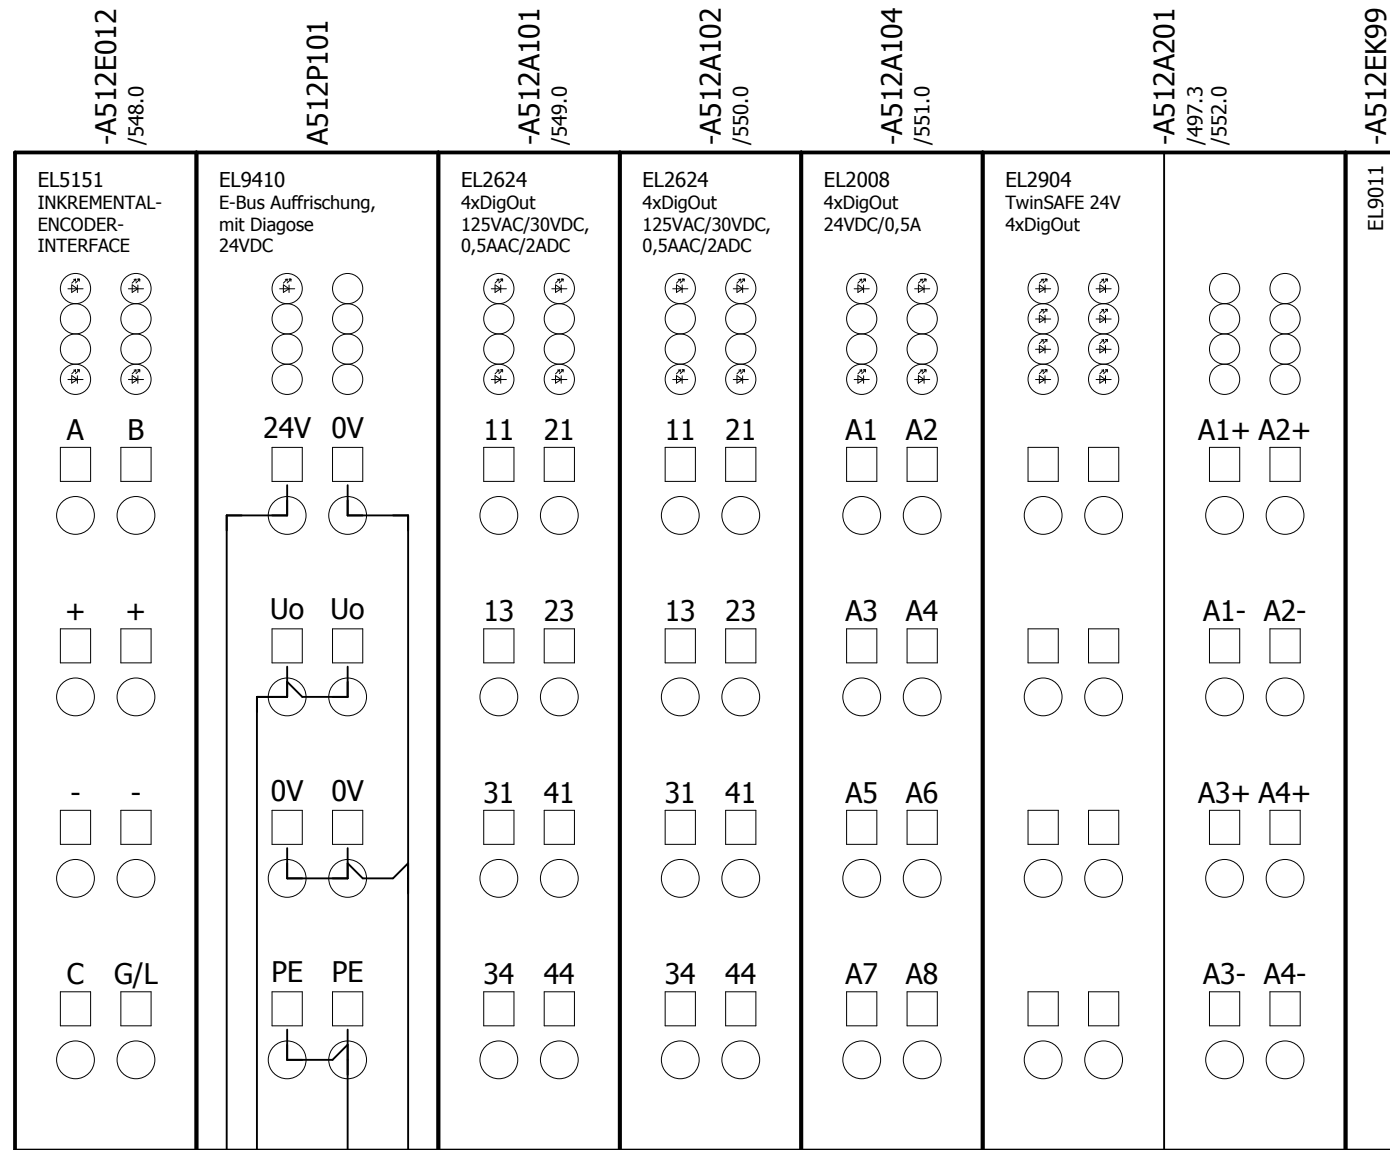 -A512E012
/548.0
A512P101
-A512A101
/549.0
-A512A102
/550.0
-A512A104
/551.0
-A512A201
/497.3
/552.0
-A512EK99
EL5151
INKREMENTAL-
ENCODER-
INTERFACE
EL9410
E-Bus Auffrischung,
mit Diagose
24VDC
EL2624
4xDigOut
125VAC/30VDC,
0,5AAC/2ADC
EL2624
4xDigOut
125VAC/30VDC,
0,5AAC/2ADC
EL2008
4xDigOut
24VDC/0,5A
EL2904
TwinSAFE 24V
4xDigOut
EL9011
A B 24V 0V 11 21 11 21 A1 A2 A1+ A2+
+ + Uo Uo 13 23 13 23 A3 A4 A1- A2-
- - 0V 0V 31 41 31 41 A5 A6 A3+ A4+
C G/L PE PE 34 44 34 44 A7 A8 A3- A4-